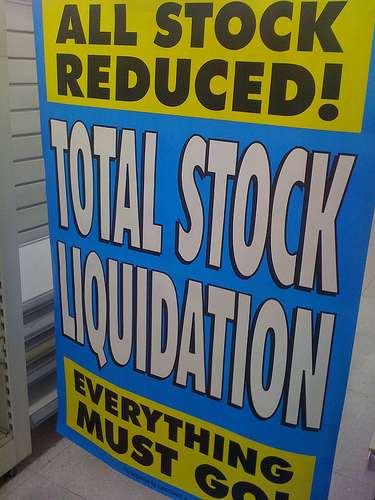 ALL STOCK
REDUCED!
TOTAL STOCK
LIQUIDATION
EVERYTHING
MUST GO!